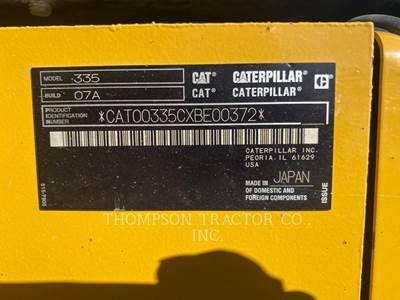 MODEL 335 CAT CATERPILLAR C
BUILD 07A CAT® CATERPILLAR®
PRODUCT IDENTIFICATION NUMBER *CAT00335CXBE00372*
CATERPILLAR INC.
PEORIA, IL 61629
USA
MADE IN JAPAN
OF DOMESTIC AND
FOREIGN COMPONENTS
ISSUE
THOMPSON TRACTOR CO.,
INC.